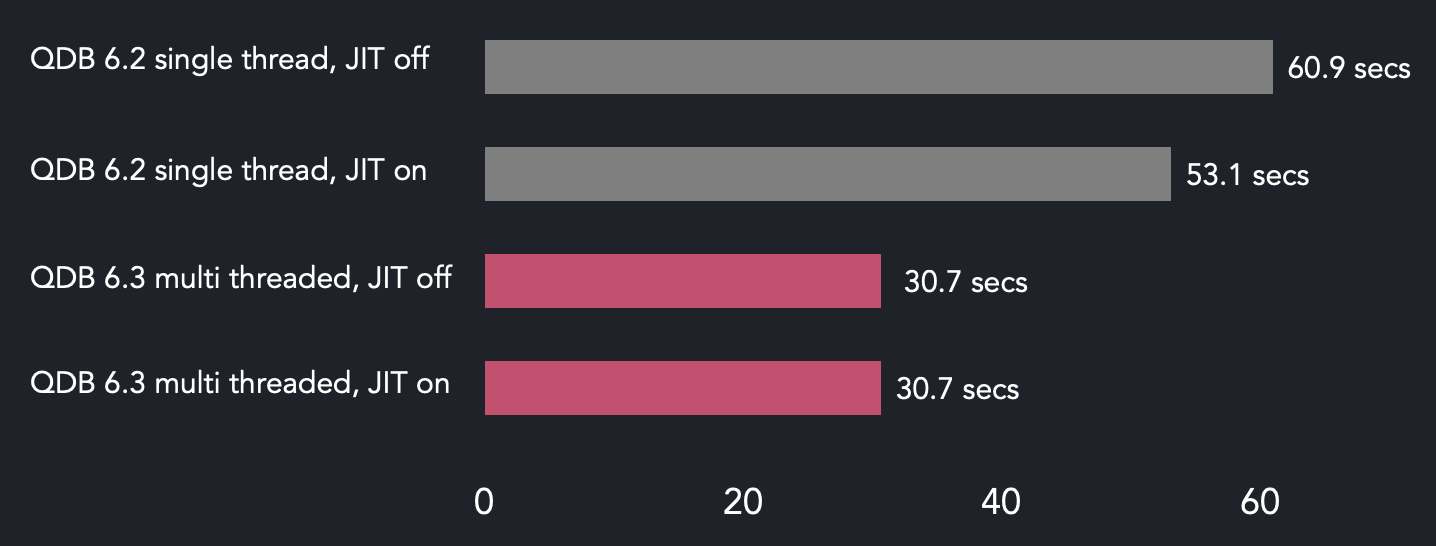 QDB 6.2 single thread, JIT off
60.9 secs
QDB 6.2 single thread, JIT on
53.1 secs
QDB 6.3 multi threaded, JIT off
30.7 secs
QDB 6.3 multi threaded, JIT on
30.7 secs
0 20 40 60